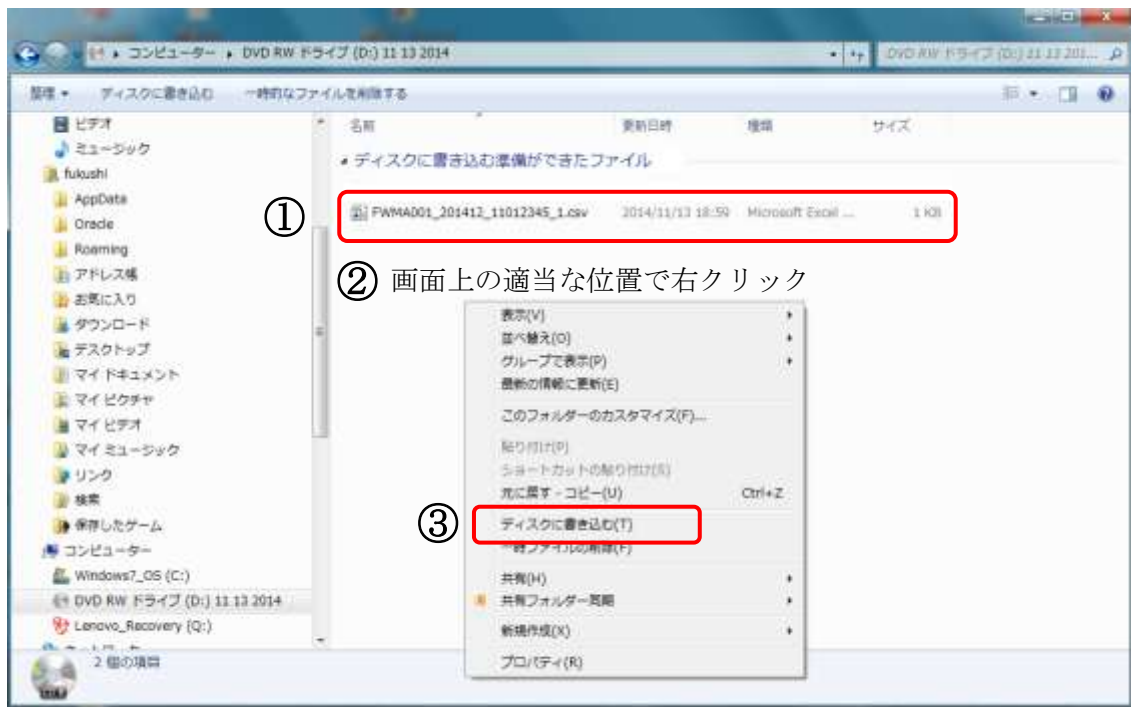 コンピューター ▸ DVD RW ドライブ (D:) 11 13 2014
DVD RW ドライブ (D:) 11 13 201...
整理 ディスクに書き込む 一時的なファイルを削除する
名前 更新日時 種類 サイズ
ディスクに書き込む準備ができたファイル
① FWMA001_201412_11012345_1.csv 2014/11/13 18:59 Microsoft Excel ... 1 KB
ビデオ
ミュージック
fukushi
AppData
Oracle
Roaming
アドレス帳
お気に入り
ダウンロード
デスクトップ
マイ ドキュメント
マイ ピクチャ
マイ ビデオ
マイ ミュージック
リンク
検索
保存したゲーム
コンピューター
Windows7_OS (C:)
DVD RW ドライブ (D:) 11 13 2014
Lenovo_Recovery (Q:)
② 画面上の適当な位置で右クリック
表示(V)
並べ替え(O)
グループで表示(P)
最新の情報に更新(E)
このフォルダーのカスタマイズ(F)...
貼り付け(P)
ショートカットの貼り付け(S)
元に戻す - コピー(U) Ctrl+Z
③ ディスクに書き込む(T)
一時ファイルの削除(F)
共有(H)
共有フォルダー同期
新規作成(X)
プロパティ(R)
2 個の項目